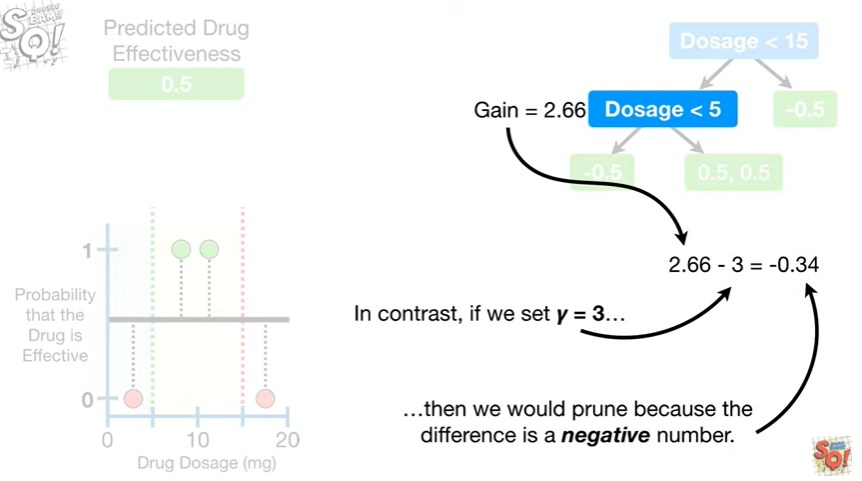 STATQUEST!
Predicted Drug
Effectiveness
0.5
Dosage < 15
Gain = 2.66
Dosage < 5
-0.5
-0.5
0.5, 0.5
2.66 - 3 = -0.34
In contrast, if we set γ = 3…
…then we would prune because the
difference is a negative number.
1
Probability
that the
Drug is
Effective
0
0
10
20
Drug Dosage (mg)
SQ!